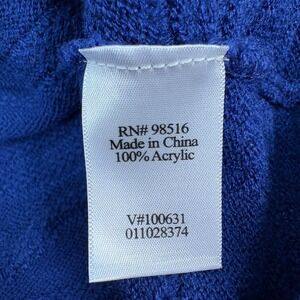 RN# 98516
Made in China
100% Acrylic
V#100631
011028374